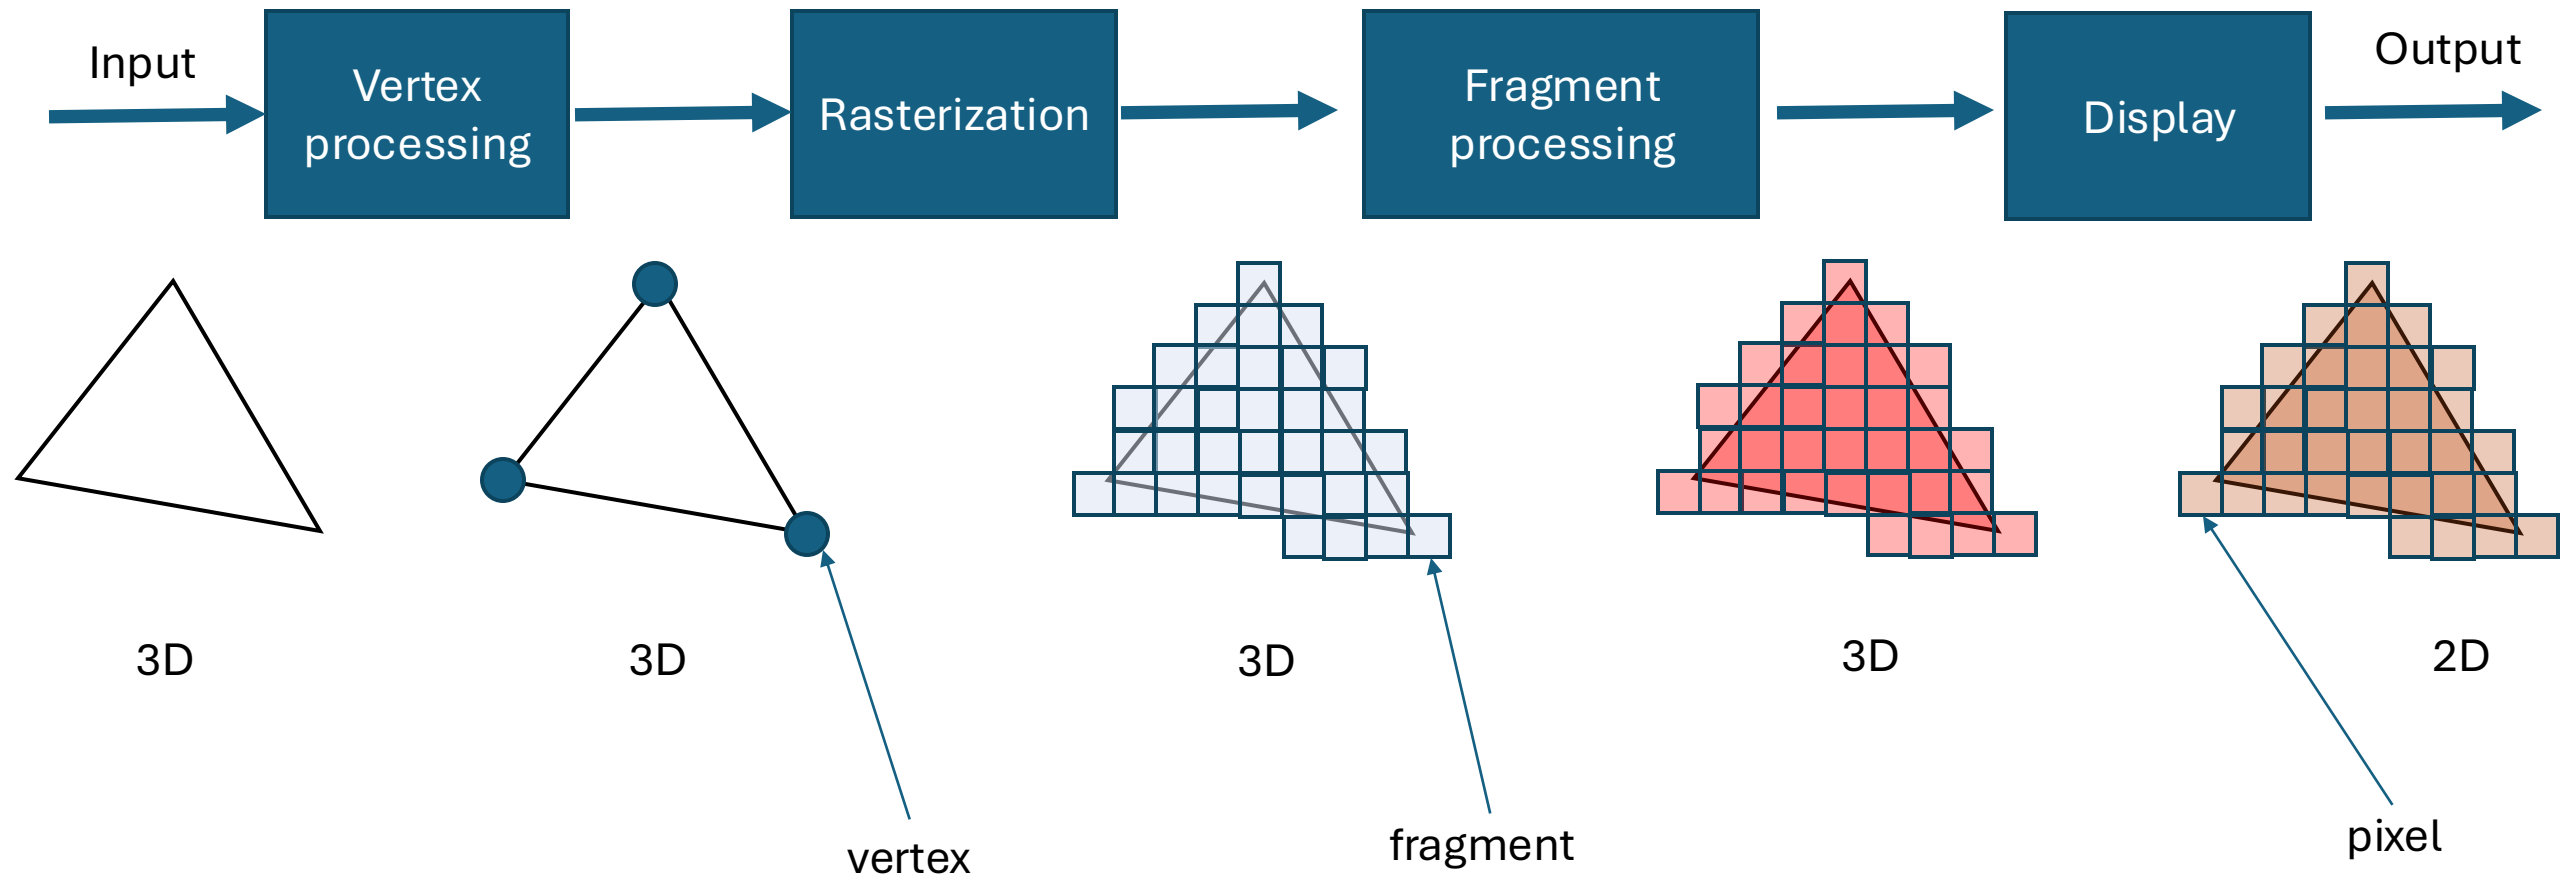 Input
Vertex
processing
Rasterization
Fragment
processing
Display
Output
3D
3D
3D
3D
2D
vertex
fragment
pixel